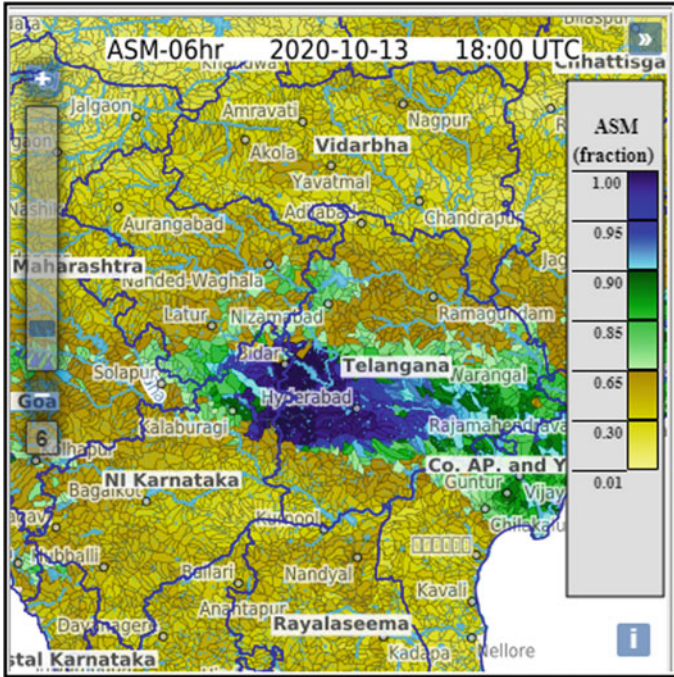 ASM-06hr 2020-10-13 18:00 UTC
»
Khandwa
Chhattisga
+
Jalgaon
Amravati
Nagpur
ASM
(fraction)
Akola
Vidarbha
Yavatmal
1.00
Nashik
Aurangabad
Adilabad
Chandrapur
0.95
Maharashtra
Jag
Nanded-Waghala
0.90
Latur
Nizamabad
Ramagundam
0.85
Bidar
Telangana
Solapur
Warangal
0.65
Goa
Hyderabad
Kalaburagi
Rajamahendrava
0.30
6
Kolhapur
NI Karnataka
Co. AP. and Y
0.01
Bagalkot
Guntur
Vijay
Kurnool
Chilakalu
Hubballi
Ballari
Nandyal
Kavali
Anantapur
Davanagere
Rayalaseema
i
stal Karnataka
Kadapa
Nellore